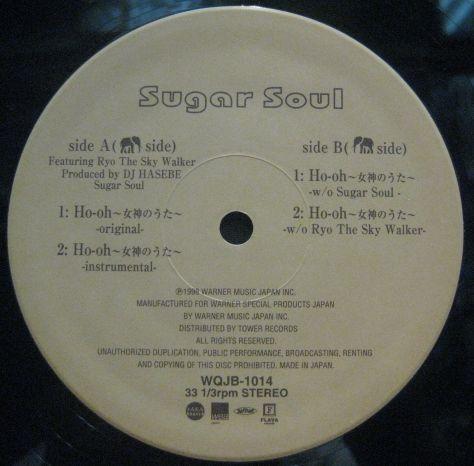 Sugar Soul
side A( side)
Featuring Ryo The Sky Walker
Produced by DJ HASEBE
Sugar Soul
1: Ho-oh～女神のうた～
-original-
2: Ho-oh～女神のうた～
-instrumental-
side B( side)
1: Ho-oh～女神のうた～
-w/o Sugar Soul -
2: Ho-oh～女神のうた～
-w/o Ryo The Sky Walker-
℗1998 WARNER MUSIC JAPAN INC.
MANUFACTURED FOR WARNER SPECIAL PRODUCTS JAPAN
BY WARNER MUSIC JAPAN INC.
DISTRIBUTED BY TOWER RECORDS
ALL RIGHTS RESERVED.
UNAUTHORIZED DUPLICATION, PUBLIC PERFORMANCE, BROADCASTING, RENTING
AND COPYING OF THIS DISC PROHIBITED. MADE IN JAPAN.
WQJB-1014
33 1/3rpm STEREO
FLAVA